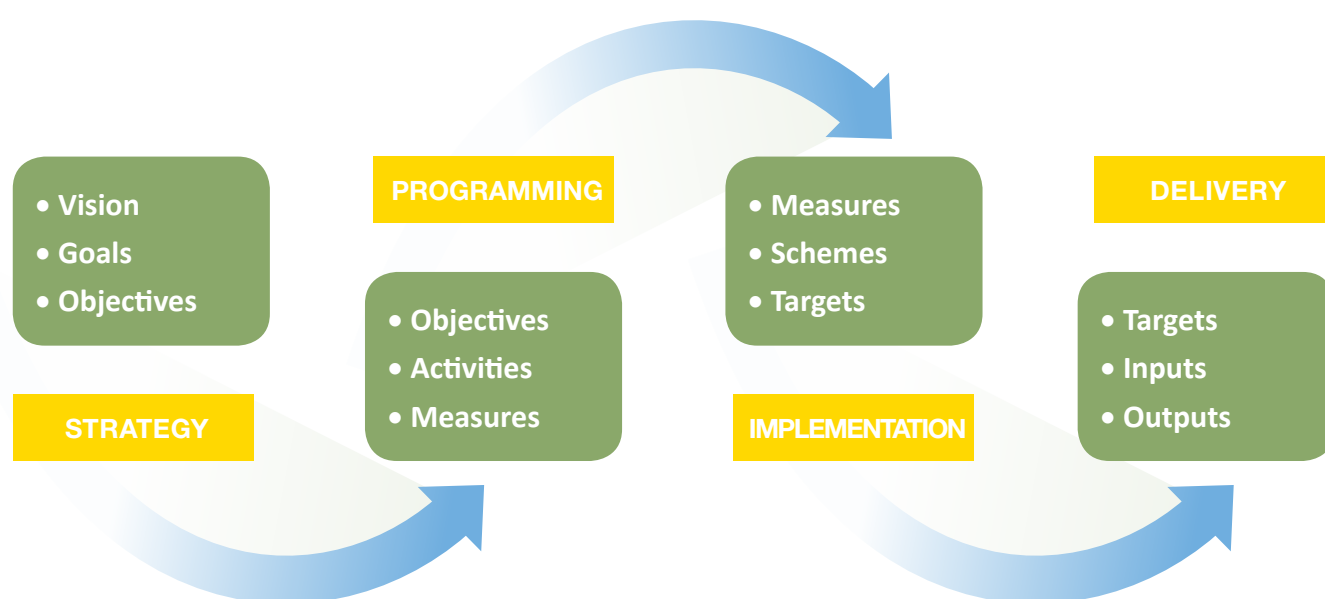 • Vision
• Goals
• Objectives
STRATEGY
PROGRAMMING
• Objectives
• Activities
• Measures
• Measures
• Schemes
• Targets
IMPLEMENTATION
DELIVERY
• Targets
• Inputs
• Outputs